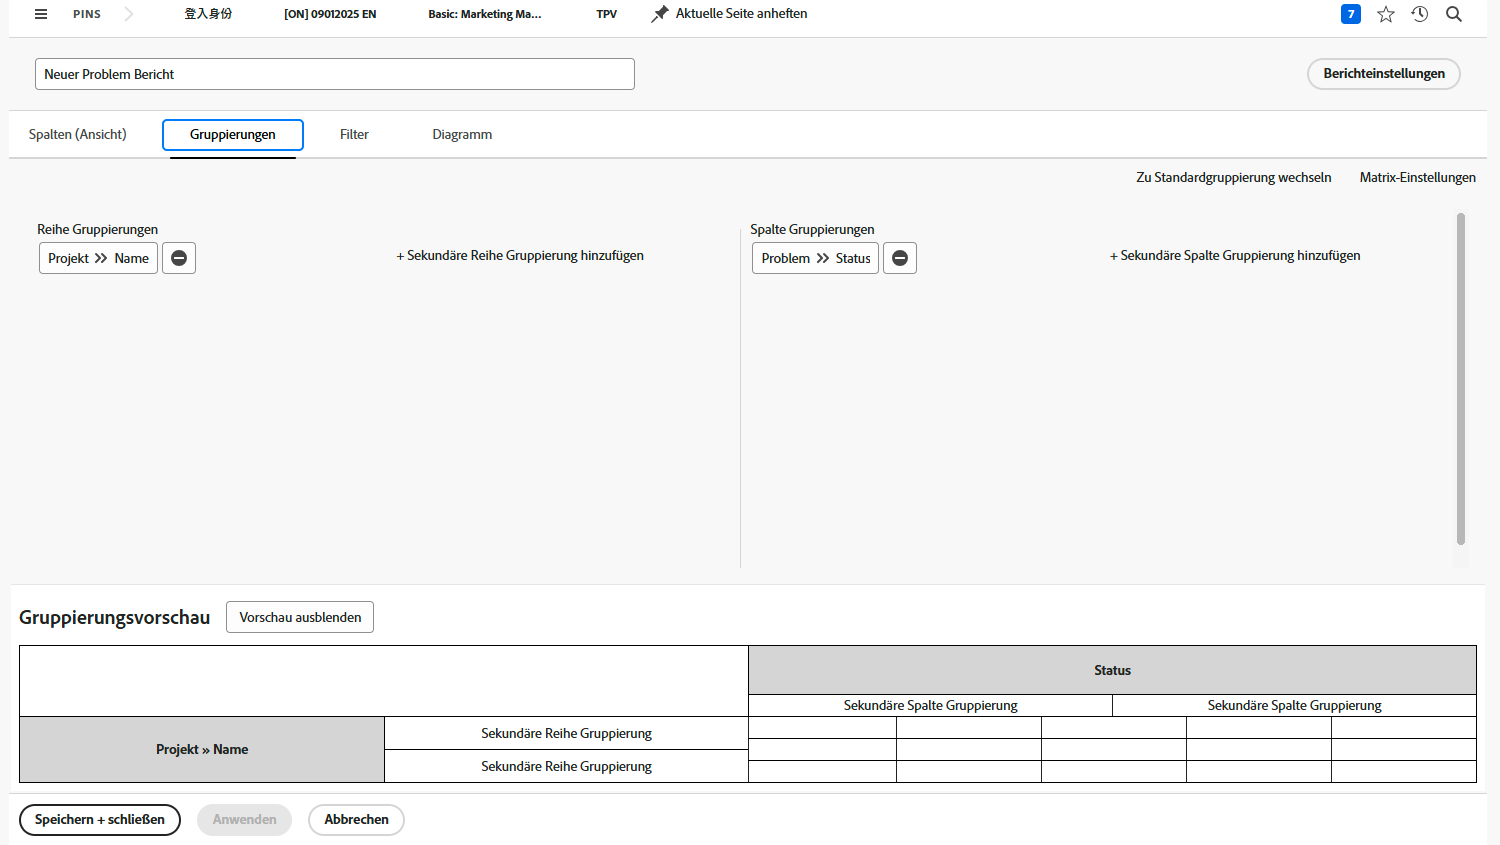 PINS 登入身份 [ON] 09012025 EN Basic: Marketing Ma... TPV Aktuelle Seite anheften 7
Neuer Problem Bericht Berichteinstellungen
Spalten (Ansicht) Gruppierungen Filter Diagramm
Zu Standardgruppierung wechseln Matrix-Einstellungen
Reihe Gruppierungen Spalte Gruppierungen
Projekt Name + Sekundäre Reihe Gruppierung hinzufügen Problem Status + Sekundäre Spalte Gruppierung hinzufügen
Gruppierungsvorschau Vorschau ausblenden
Status
Sekundäre Spalte Gruppierung Sekundäre Spalte Gruppierung
Projekt » Name
Sekundäre Reihe Gruppierung
Sekundäre Reihe Gruppierung
Speichern + schließen Anwenden Abbrechen